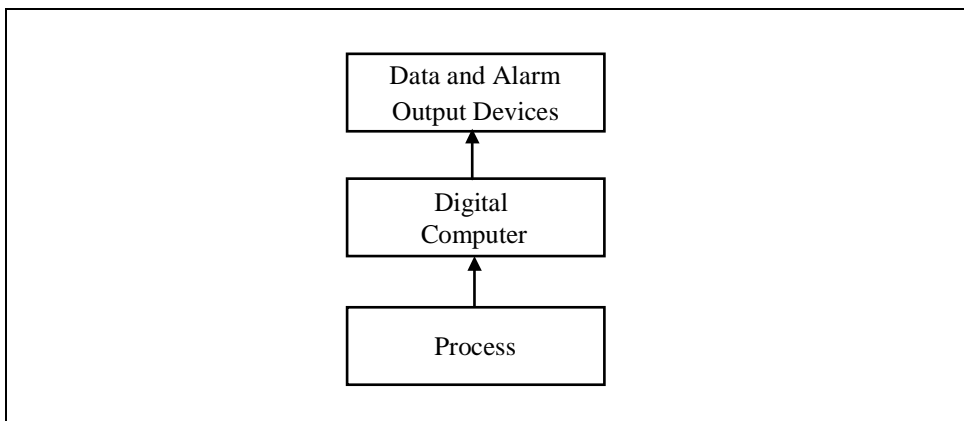 Data and Alarm
Output Devices
Digital
Computer
Process